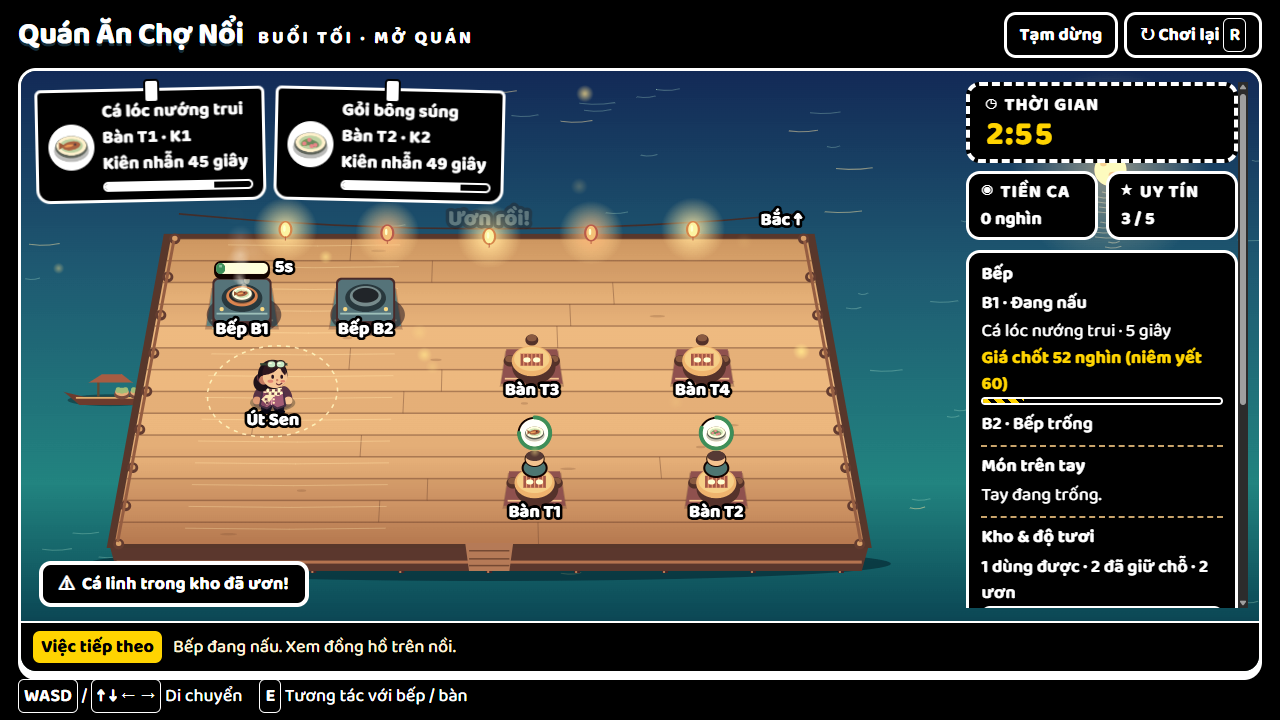 Quán Ăn Chợ Nổi
BUỔI TỐI · MỞ QUÁN
Tạm dừng
↻ Chơi lại R
Cá lóc nướng trui
Bàn T1 · K1
Kiên nhẫn 45 giây
Gỏi bông súng
Bàn T2 · K2
Kiên nhẫn 49 giây
THỜI GIAN
2:55
TIỀN CA
0 nghìn
★ UY TÍN
3 / 5
Ươn rồi!
Bắc ↑
5s
Bếp B1
Bếp B2
Út Sen
Bàn T3
Bàn T4
Bàn T1
Bàn T2
Bếp
B1 · Đang nấu
Cá lóc nướng trui · 5 giây
Giá chốt 52 nghìn (niêm yết
60)
B2 · Bếp trống
Món trên tay
Tay đang trống.
Kho & độ tươi
1 dùng được · 2 đã giữ chỗ · 2
ươn
⚠ Cá linh trong kho đã ươn!
Việc tiếp theo
Bếp đang nấu. Xem đồng hồ trên nồi.
WASD / ↑↓←→ Di chuyển
E Tương tác với bếp / bàn